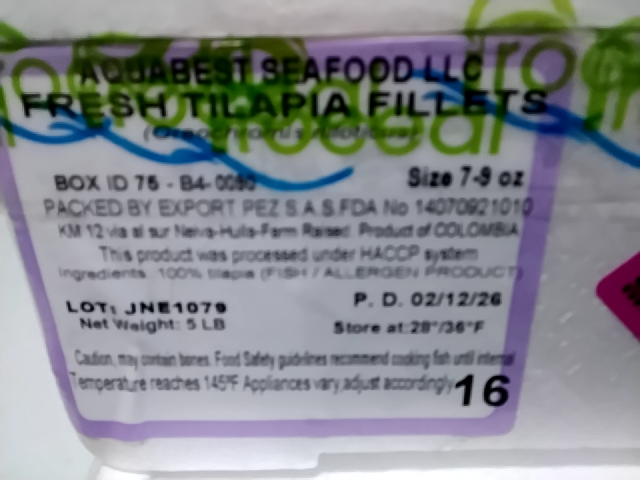 AQUABEST SEAFOOD LLC
FRESH TILAPIA FILLETS
(Oreochromis niloticus)
BOX ID 75 - B4-0080
Size 7-9 oz
PACKED BY EXPORT PEZ S.A.S.FDA No 14070921010
KM 12 via al sur Neiva-Huila-Farm Raised. Product of COLOMBIA
This product was processed under HACCP system
Ingredients: 100% tilapia (FISH / ALLERGEN PRODUCT)
LOT: JNE1079
P. D. 02/12/26
Net Weight: 5 LB
Store at:28°/36°F
Caution, may contain bones. Food Safety guidelines recommend cooking fish until internal
Temperature reaches 145°F Appliances vary,adjust accordingly
16